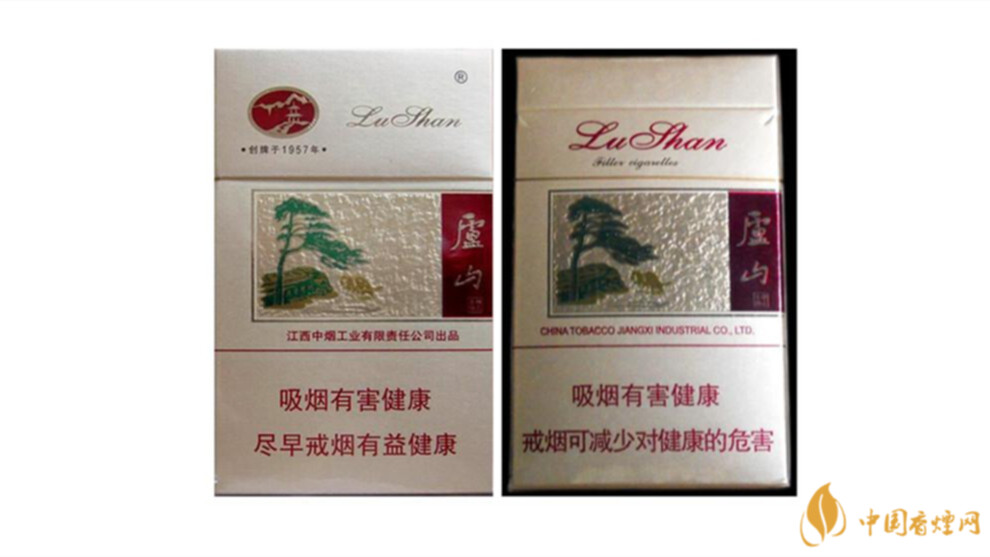 ®
LuShan
•创牌于1957年•
廬山
江西中烟工业有限责任公司出品
吸烟有害健康
尽早戒烟有益健康
LuShan
Filter cigarettes
廬山
CHINA TOBACCO JIANGXI INDUSTRIAL CO., LTD.
吸烟有害健康
戒烟可减少对健康的危害
中国香煙网